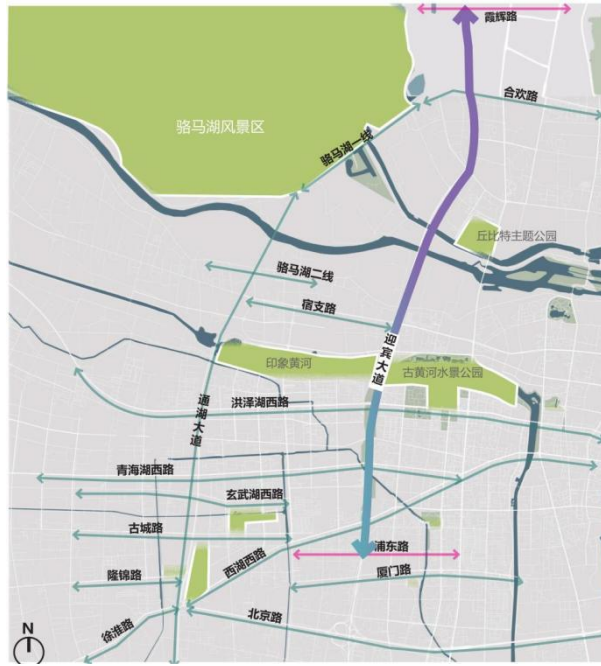 霞辉路
合欢路
骆马湖风景区
骆马湖一线
丘比特主题公园
骆马湖二线
宿支路
迎宾大道
印象黄河
古黄河水景公园
通湖大道
洪泽湖西路
青海湖西路
玄武湖西路
古城路
浦东路
西湖西路
厦门路
隆锦路
北京路
徐淮路
N